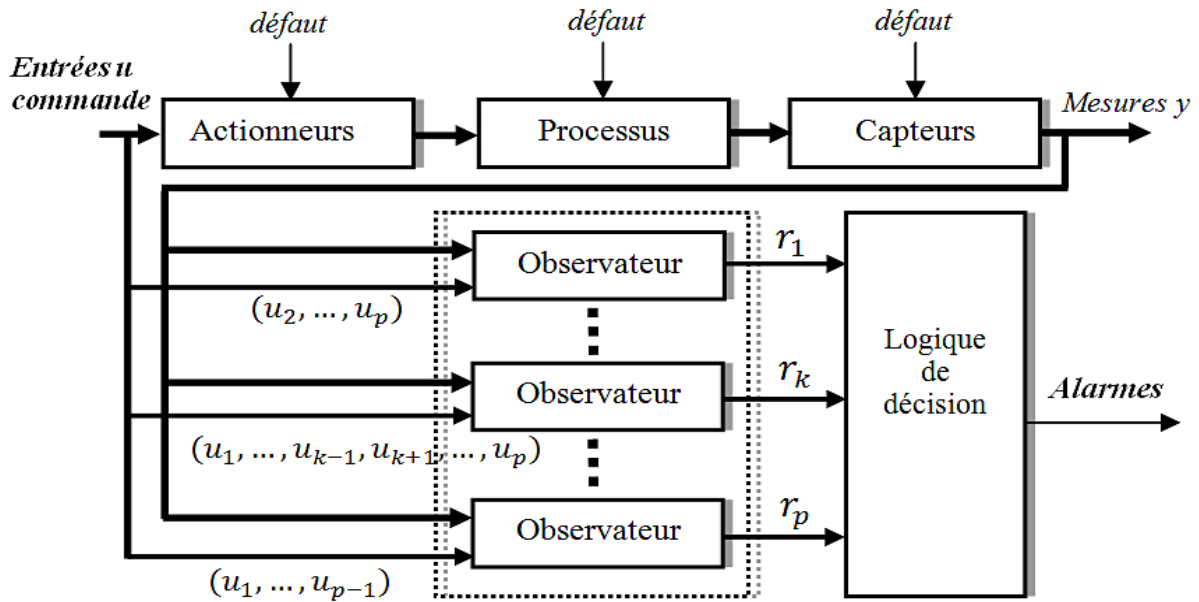 défaut
défaut
défaut
Entrées u
commande
Actionneurs
Processus
Capteurs
Mesures y
Observateur
r₁
(u₂, …, uₚ)
Observateur
rₖ
(u₁, …, uₖ₋₁, uₖ₊₁, …, uₚ)
Observateur
rₚ
(u₁, …, uₚ₋₁)
Logique
de
décision
Alarmes